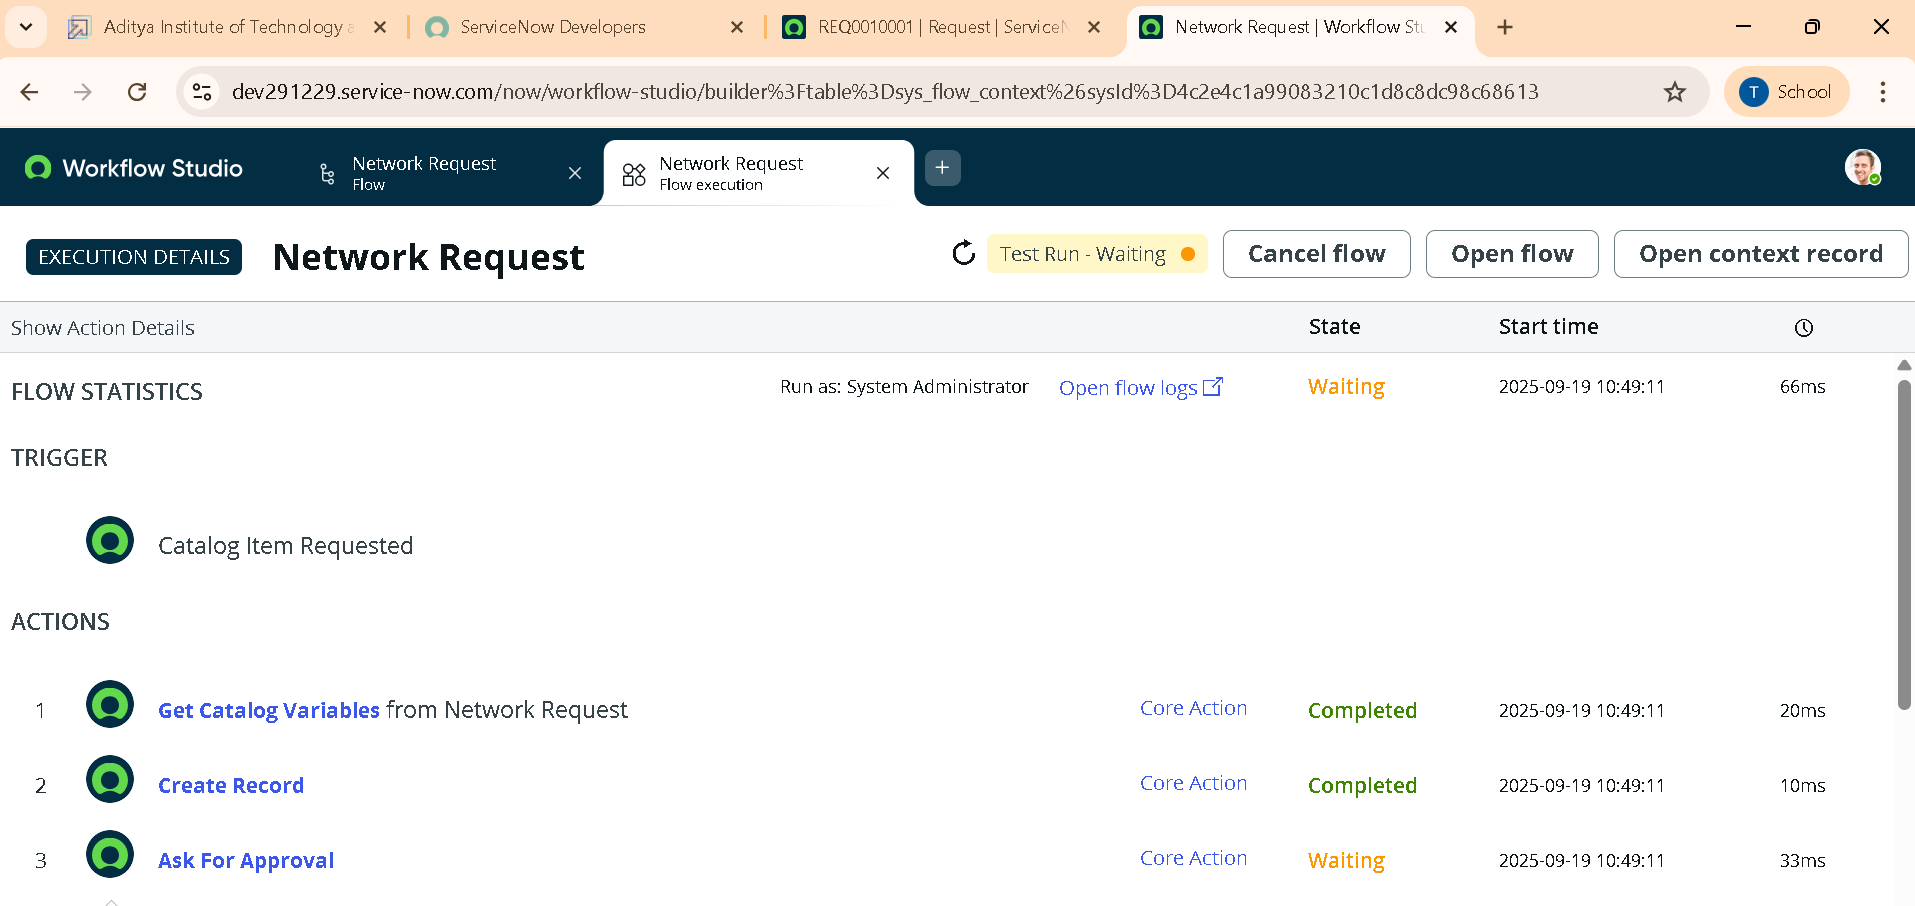 Aditya Institute of Technology a
ServiceNow Developers
REQ0010001 | Request | ServiceN
Network Request | Workflow Stu
dev291229.service-now.com/now/workflow-studio/builder%3Ftable%3Dsys_flow_context%26sysId%3D4c2e4c1a99083210c1d8c8dc98c68613
T School
Workflow Studio
Network Request
Flow
Network Request
Flow execution
EXECUTION DETAILS Network Request Test Run - Waiting Cancel flow Open flow Open context record
Show Action Details State Start time
FLOW STATISTICS Run as: System Administrator Open flow logs Waiting 2025-09-19 10:49:11 66ms
TRIGGER
Catalog Item Requested
ACTIONS
1 Get Catalog Variables from Network Request Core Action Completed 2025-09-19 10:49:11 20ms
2 Create Record Core Action Completed 2025-09-19 10:49:11 10ms
3 Ask For Approval Core Action Waiting 2025-09-19 10:49:11 33ms